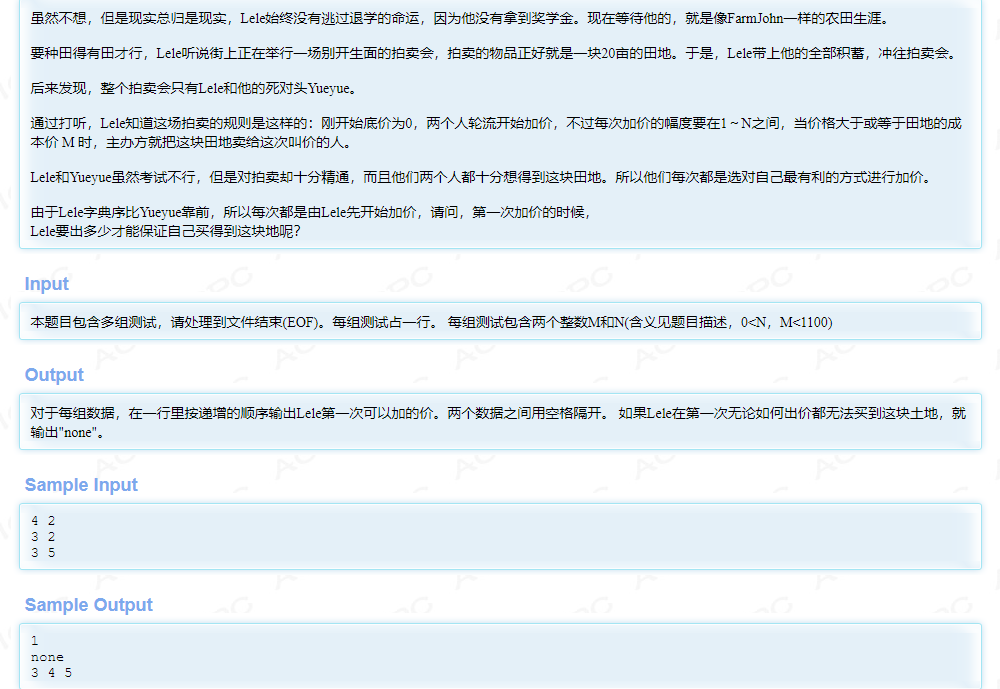 虽然不想，但是现实总归是现实，Lele始终没有逃过退学的命运，因为他没有拿到奖学金。现在等待他的，就是像FarmJohn一样的农田生涯。
要种田得有田才行，Lele听说街上正在举行一场别开生面的拍卖会，拍卖的物品正好就是一块20亩的田地。于是，Lele带上他的全部积蓄，冲往拍卖会。
后来发现，整个拍卖会只有Lele和他的死对头Yueyue。
通过打听，Lele知道这场拍卖的规则是这样的：刚开始底价为0，两个人轮流开始加价，不过每次加价的幅度要在1～N之间，当价格大于或等于田地的成
本价 M 时，主办方就把这块田地卖给这次叫价的人。
Lele和Yueyue虽然考试不行，但是对拍卖却十分精通，而且他们两个人都十分想得到这块田地。所以他们每次都是选对自己最有利的方式进行加价。
由于Lele字典序比Yueyue靠前，所以每次都是由Lele先开始加价，请问，第一次加价的时候，
Lele要出多少才能保证自己买得到这块地呢？
Input
本题目包含多组测试，请处理到文件结束(EOF)。每组测试占一行。 每组测试包含两个整数M和N(含义见题目描述，0<N，M<1100)
Output
对于每组数据，在一行里按递增的顺序输出Lele第一次可以加的价。两个数据之间用空格隔开。 如果Lele在第一次无论如何出价都无法买到这块土地，就
输出"none"。
Sample Input
4 2
3 2
3 5
Sample Output
1
none
3 4 5